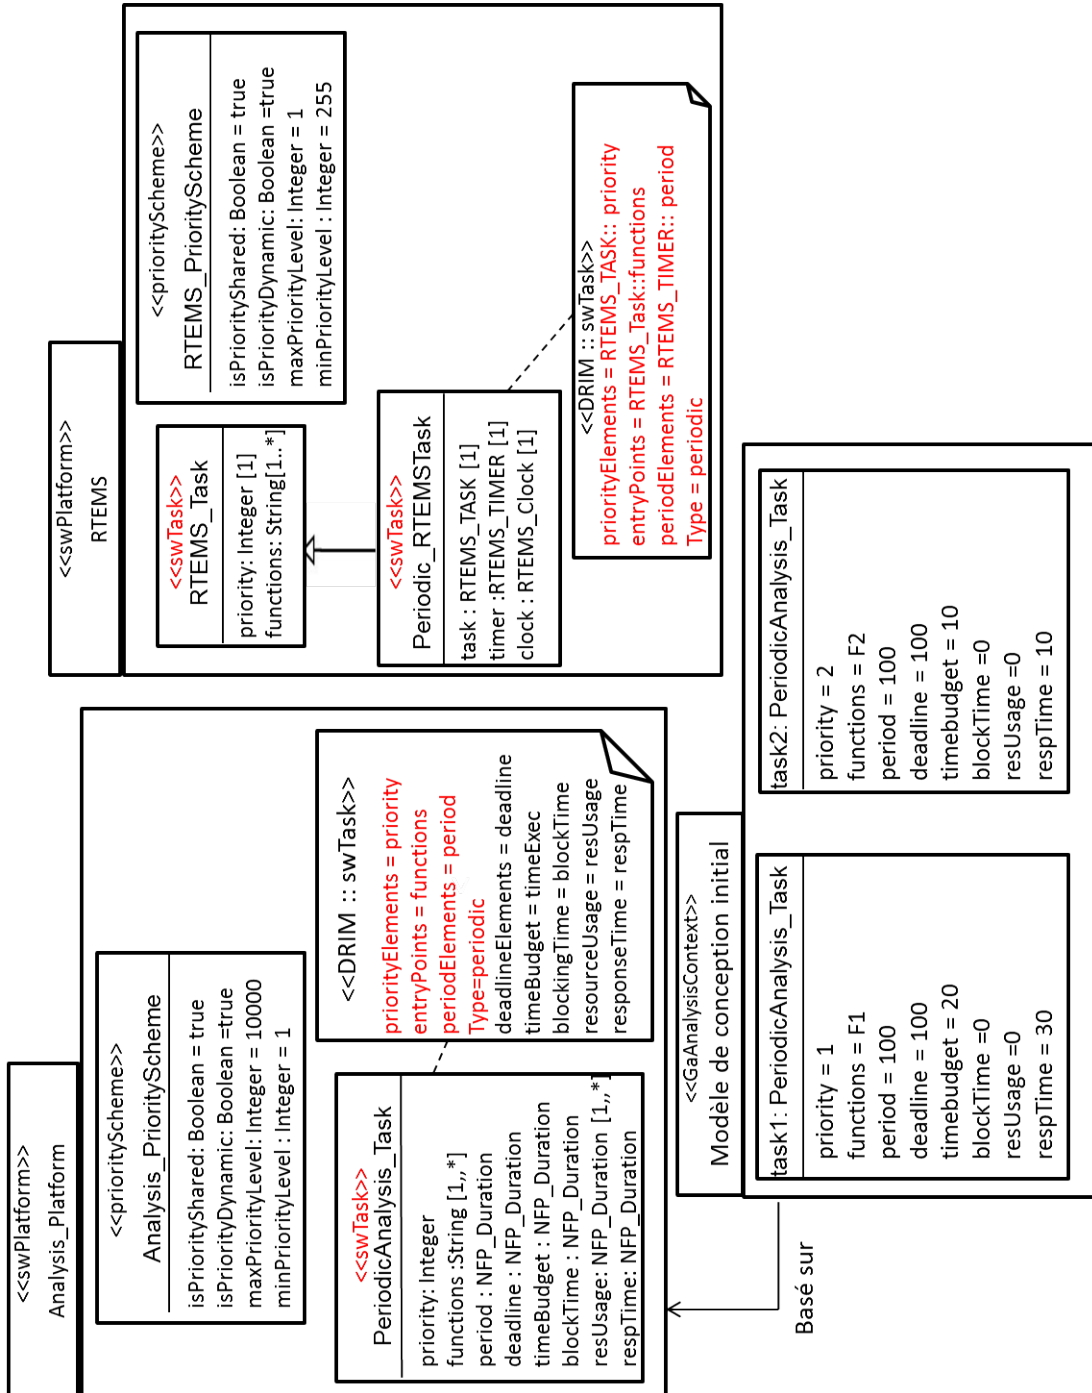 <<swPlatform>>
Analysis_Platform
<<priorityScheme>>
Analysis_PriorityScheme
isPriorityShared: Boolean = true
isPriorityDynamic: Boolean =true
maxPriorityLevel: Integer = 10000
minPriorityLevel : Integer = 1
<<swTask>>
PeriodicAnalysis_Task
priority: Integer
functions :String [1,,*]
period : NFP_Duration
deadline : NFP_Duration
timeBudget : NFP_Duration
blockTime : NFP_Duration
resUsage: NFP_Duration [1,,*]
respTime: NFP_Duration
<<DRIM :: swTask>>
priorityElements = priority
entryPoints = functions
periodElements = period
Type=periodic
deadlineElements = deadline
timeBudget = timeExec
blockingTime = blockTime
resourceUsage = resUsage
responseTime = respTime
<<swPlatform>>
RTEMS
<<swTask>>
RTEMS_Task
priority: Integer [1]
functions: String[1..*]
<<priorityScheme>>
RTEMS_PriorityScheme
isPriorityShared: Boolean = true
isPriorityDynamic: Boolean =true
maxPriorityLevel: Integer = 1
minPriorityLevel : Integer = 255
<<swTask>>
Periodic_RTEMSTask
task : RTEMS_TASK [1]
timer :RTEMS_TIMER [1]
clock : RTEMS_Clock [1]
<<DRIM :: swTask>>
priorityElements = RTEMS_TASK:: priority
entryPoints = RTEMS_Task::functions
periodElements = RTEMS_TIMER:: period
Type = periodic
Basé sur
<<GaAnalysisContext>>
Modèle de conception initial
task1: PeriodicAnalysis_Task
priority = 1
functions = F1
period = 100
deadline = 100
timebudget = 20
blockTime =0
resUsage =0
respTime = 30
task2: PeriodicAnalysis_Task
priority = 2
functions = F2
period = 100
deadline = 100
timebudget = 10
blockTime =0
resUsage =0
respTime = 10